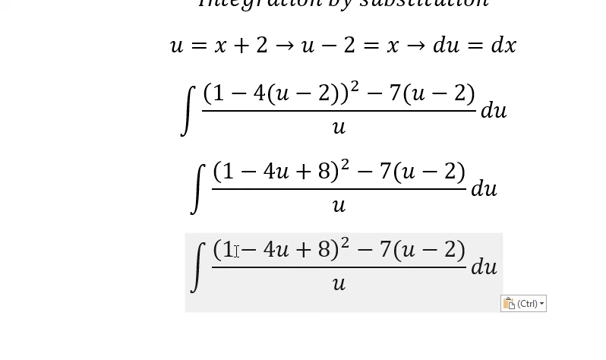 Integration by substitution
u = x + 2 → u − 2 = x → du = dx
∫ (1 − 4(u − 2))² − 7(u − 2) / u du
∫ (1 − 4u + 8)² − 7(u − 2) / u du
∫ (1 − 4u + 8)² − 7(u − 2) / u du
(Ctrl)